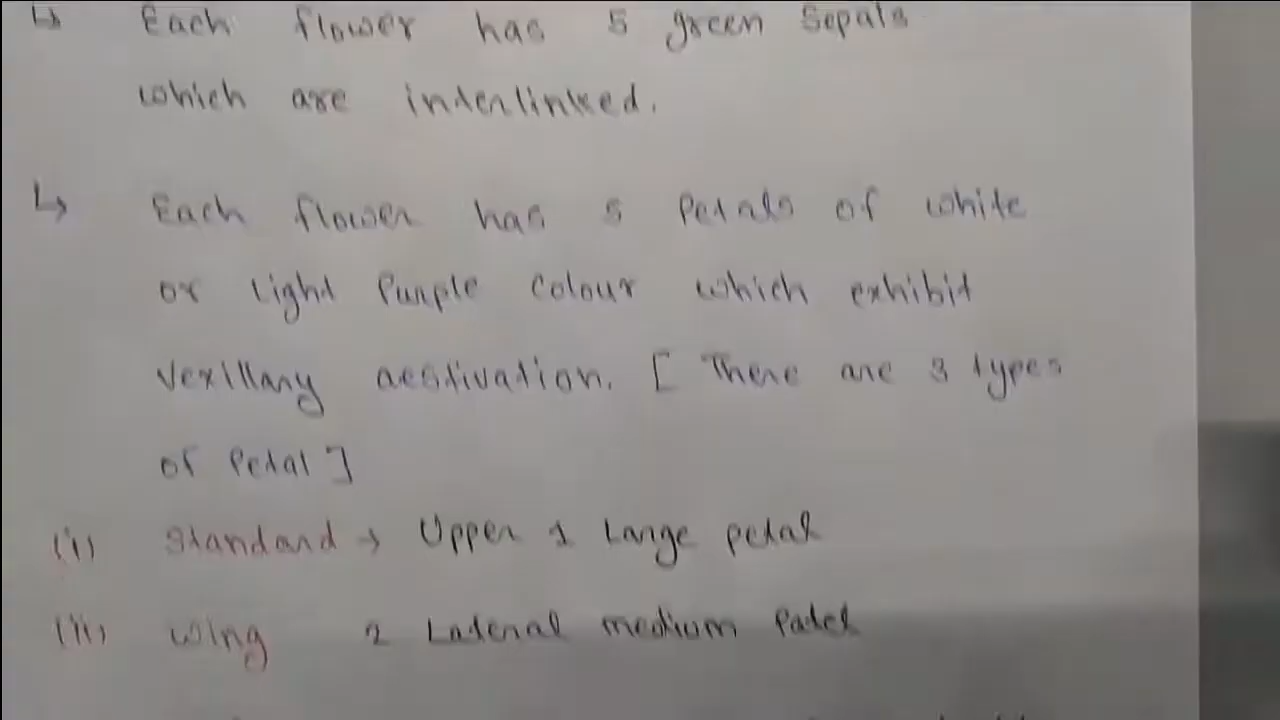 ↳ Each flower has 5 green Sepals
which are interlinked.
↳ Each flower has 5 Petals of white
or Light Purple colour which exhibit
Vexillary aestivation. [ There are 3 types
of Petal ]
(i) Standard → Upper 1 Large petal
(ii) Wing 2 Lateral medium Patel